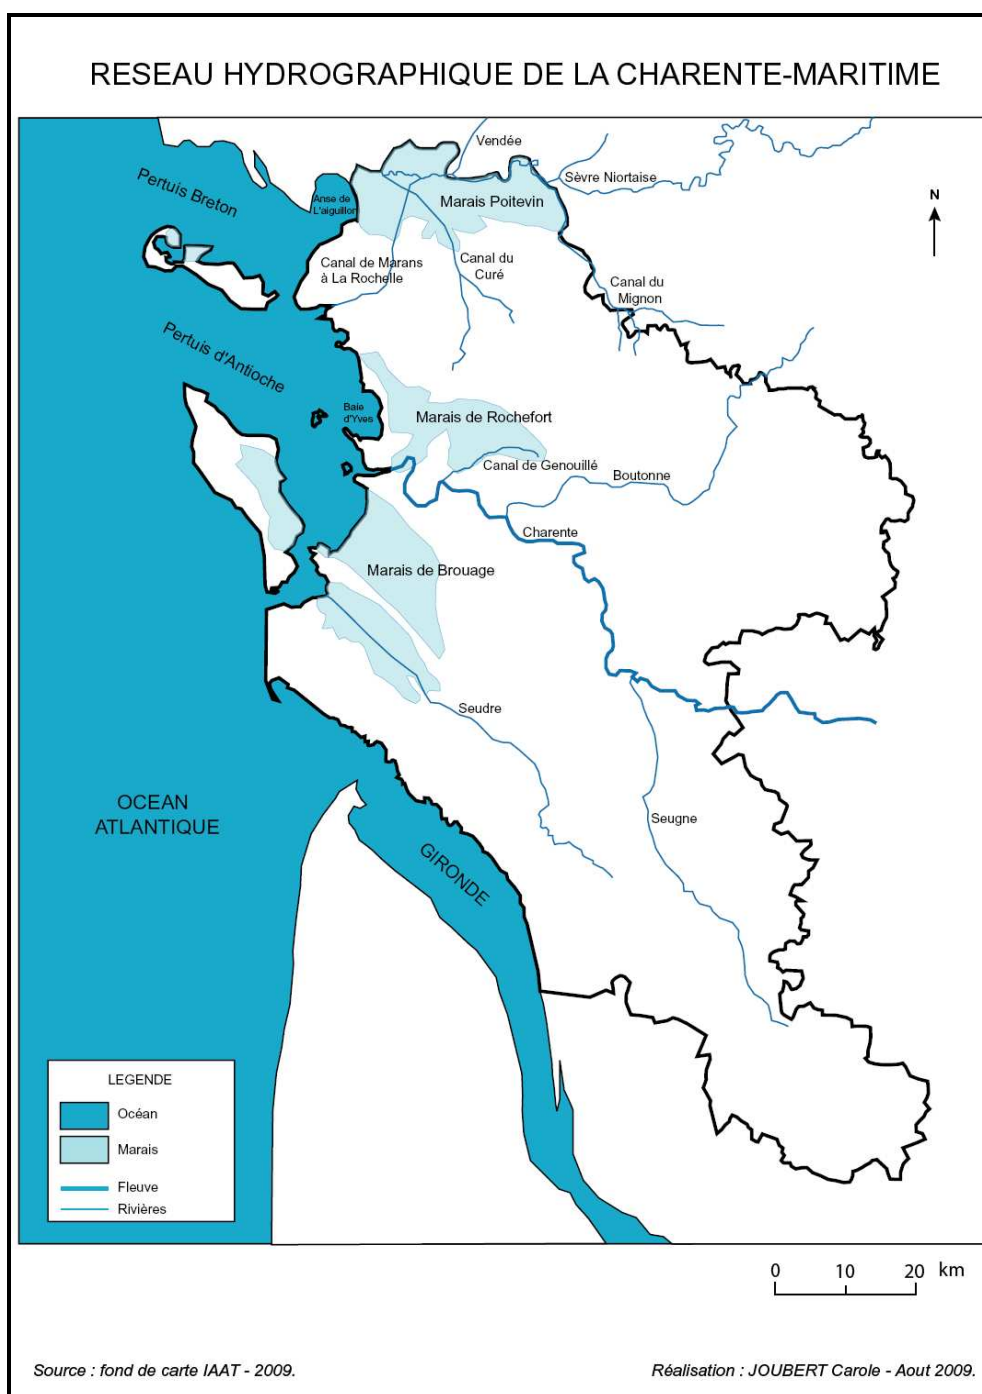 RESEAU HYDROGRAPHIQUE DE LA CHARENTE-MARITIME
Vendée
Sèvre Niortaise
Pertuis Breton
Anse de
L'aiguillon
Marais Poitevin
N
Canal de Marans
à La Rochelle
Canal du
Curé
Canal du
Mignon
Pertuis d'Antioche
Baie
d'Yves
Marais de Rochefort
Canal de Genouillé
Boutonne
Charente
Marais de Brouage
Seudre
OCEAN
ATLANTIQUE
Seugne
GIRONDE
LEGENDE
Océan
Marais
Fleuve
Rivières
0 10 20 km
Source : fond de carte IAAT - 2009.
Réalisation : JOUBERT Carole - Aout 2009.